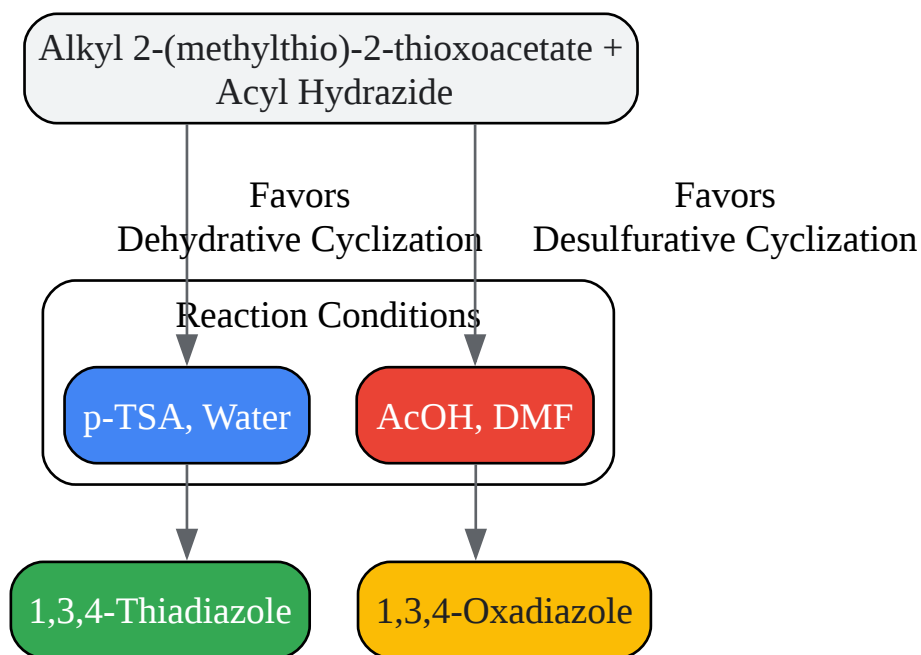 Alkyl 2-(methylthio)-2-thioxoacetate +
Acyl Hydrazide
Favors
Dehydrative Cyclization
Favors
Desulfurative Cyclization
Reaction Conditions
p-TSA, Water
AcOH, DMF
1,3,4-Thiadiazole
1,3,4-Oxadiazole